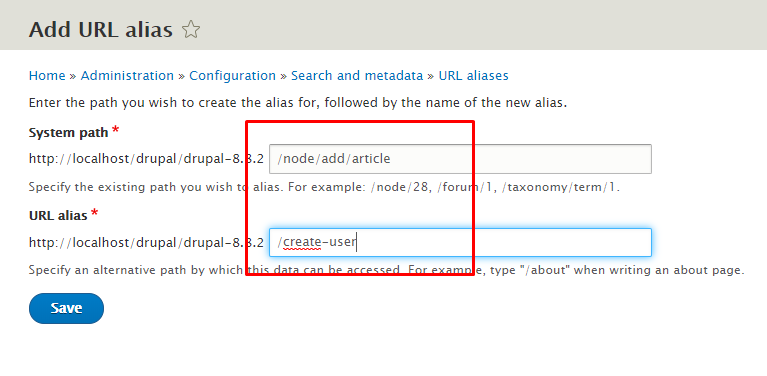 Add URL alias
Home » Administration » Configuration » Search and metadata » URL aliases
Enter the path you wish to create the alias for, followed by the name of the new alias.
System path *
http://localhost/drupal/drupal-8.8.2 /node/add/article
Specify the existing path you wish to alias. For example: /node/28, /forum/1, /taxonomy/term/1.
URL alias *
http://localhost/drupal/drupal-8.8.2 /create-user
Specify an alternative path by which this data can be accessed. For example, type "/about" when writing an about page.
Save